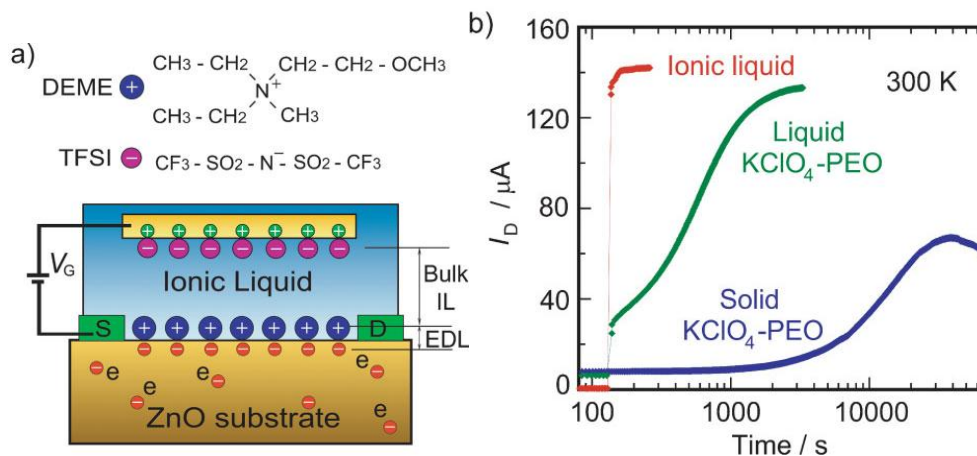 a)
CH3 - CH2 CH2 - CH2 - OCH3
DEME + N+
CH3 - CH2 CH3
TFSI − CF3 - SO2 - N− - SO2 - CF3
+ + + + + + +
− − − − − − −
VG
Ionic Liquid
Bulk
IL
S + + + + + + + D
EDL
− − − − − − −
e e e e
− − − − −
ZnO substrate
e
−
b)
160
120
80
40
0
ID / μA
Ionic liquid
300 K
Liquid
KClO4-PEO
Solid
KClO4-PEO
100 1000 10000
Time / s